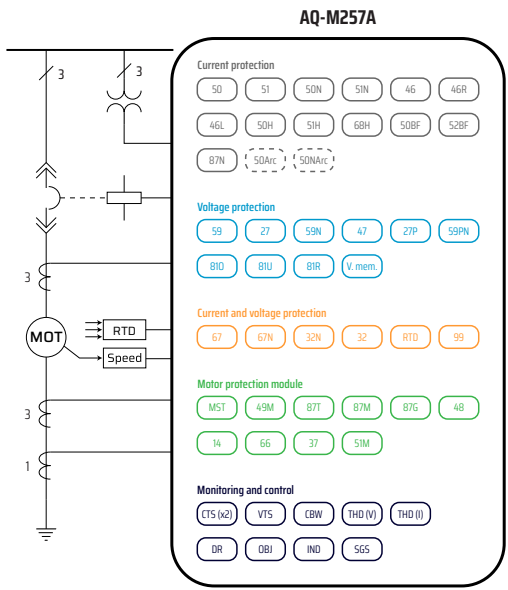 AQ-M257A
3
3
Current protection
50 51 50N 51N 46 46R
46L 50H 51H 68H 50BF 52BF
87N 50Arc 50NArc
Voltage protection
59 27 59N 47 27P 59PN
81O 81U 81R V. mem.
3
Current and voltage protection
67 67N 32N 32 RTD 99
MOT
RTD
Speed
Motor protection module
MST 49M 87T 87M 87G 48
14 66 37 51M
3
1
Monitoring and control
CTS (x2) VTS CBW THD (V) THD (I)
DR OBJ IND SGS